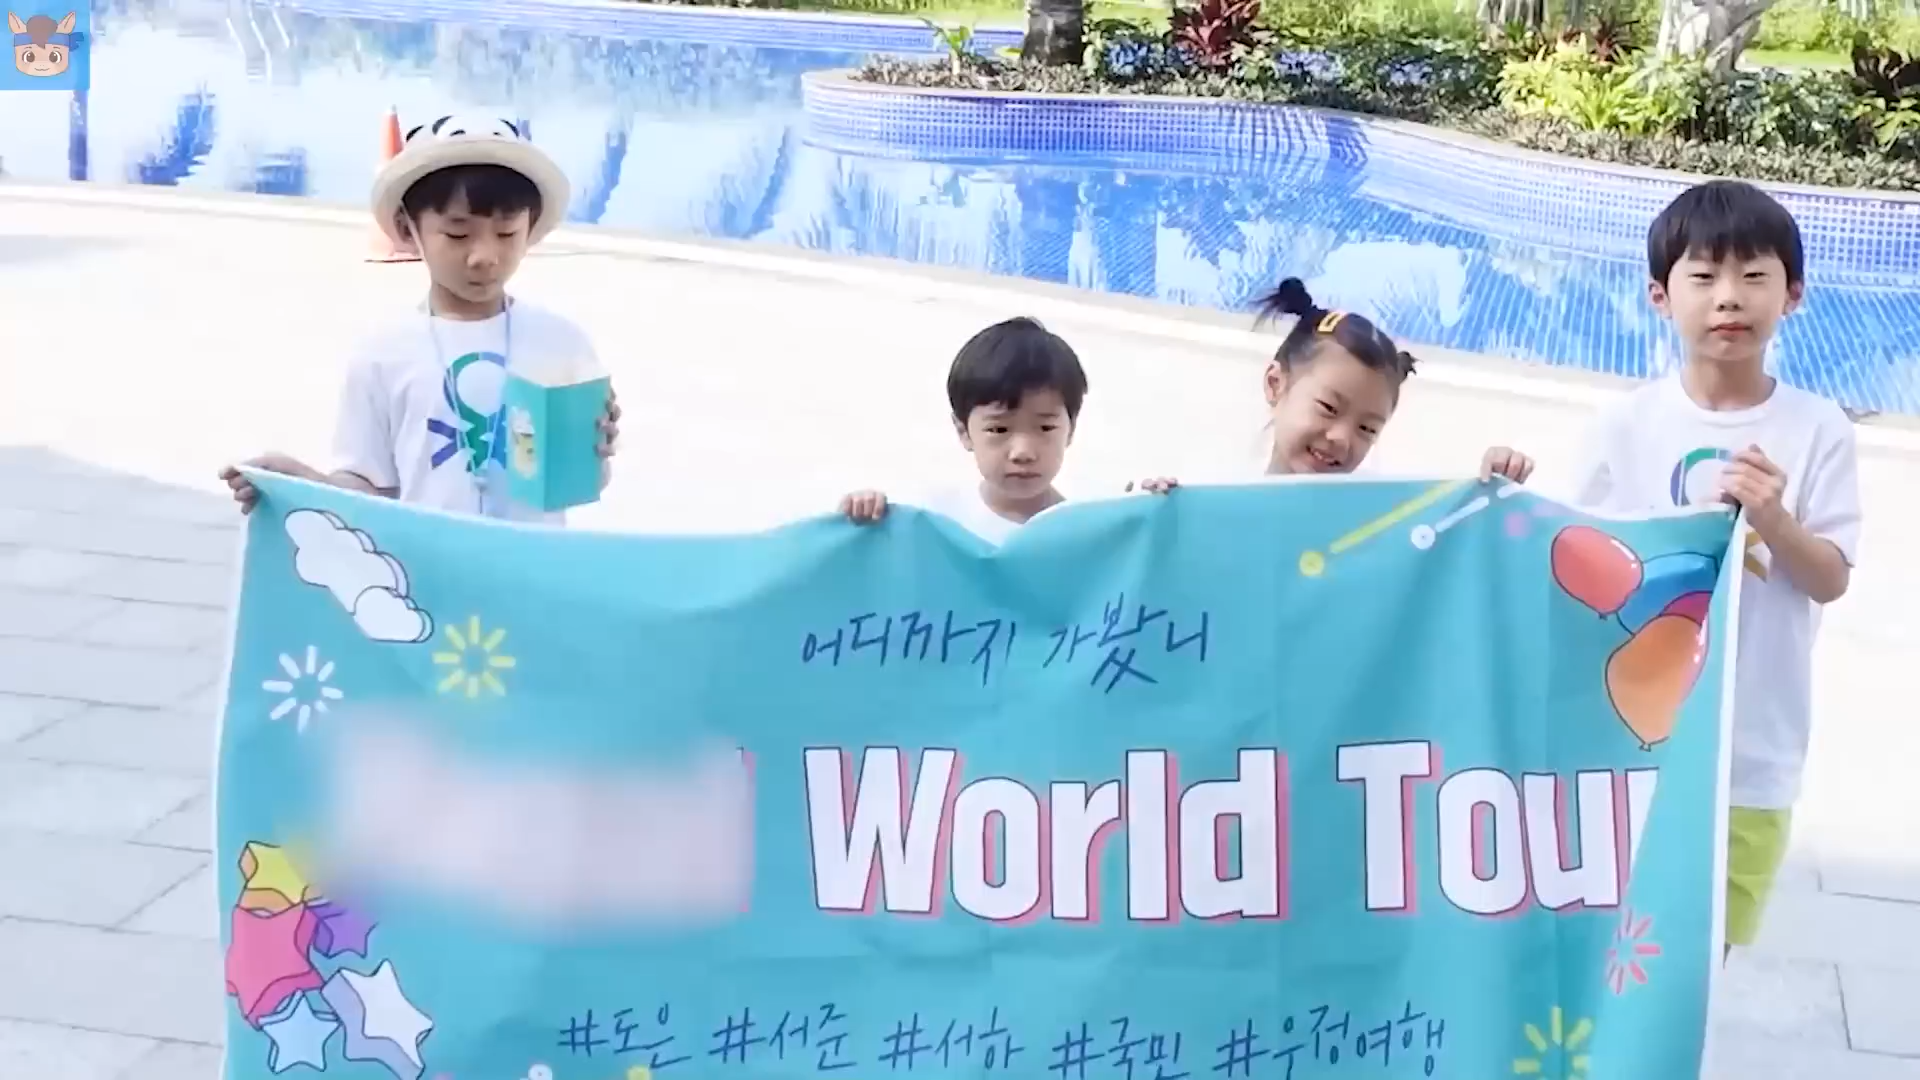 어디까지 가봤니
World Tour
#도은 #서준 #서하 #국민 #우정여행